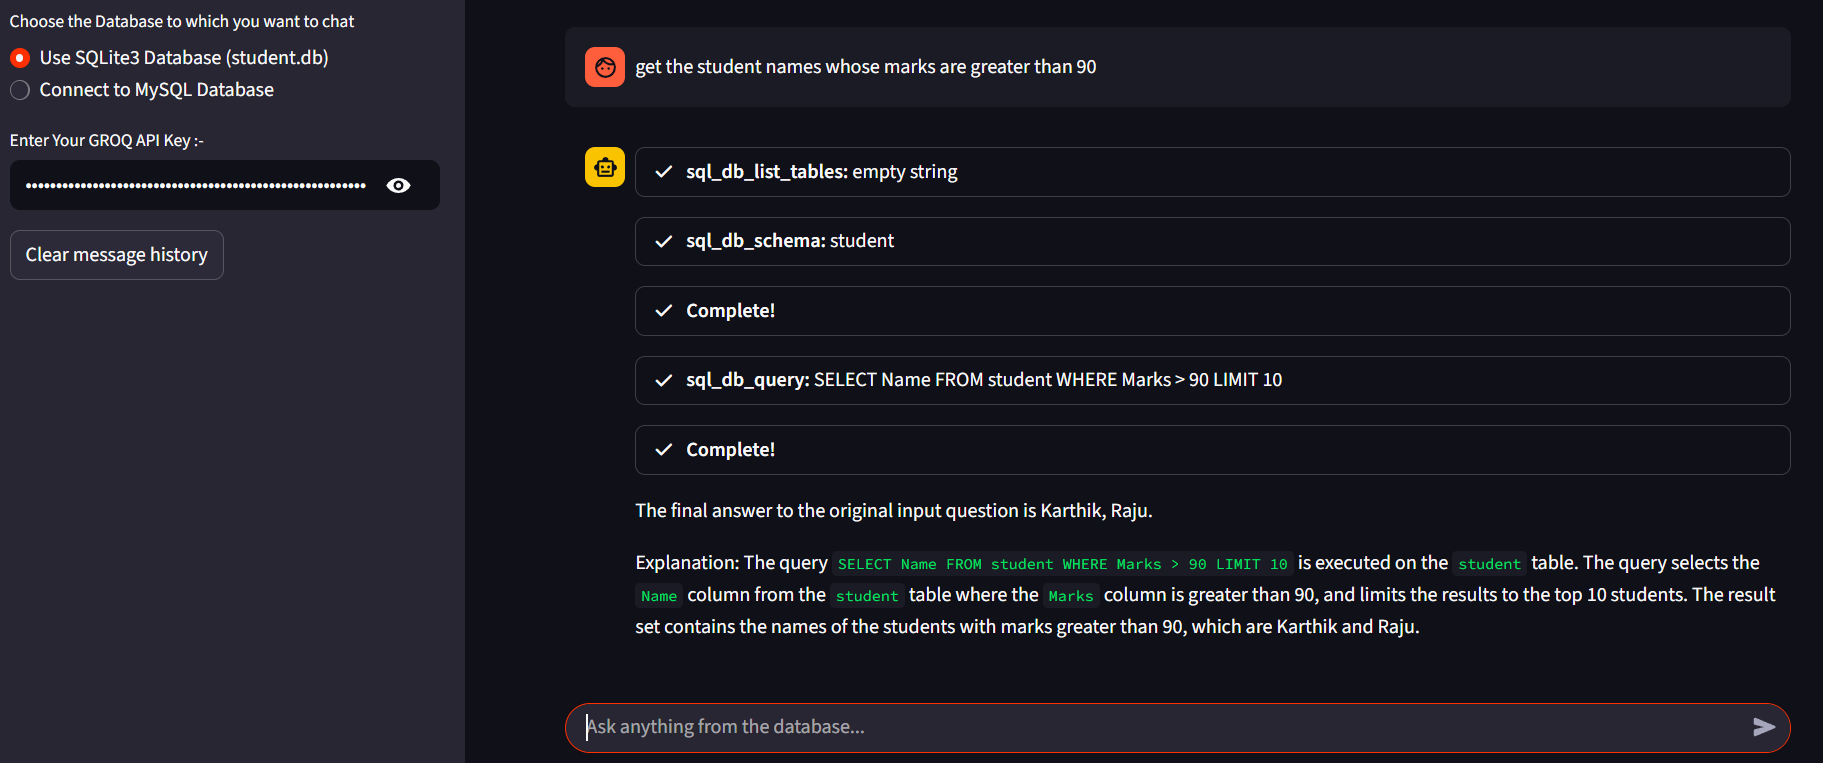 Choose the Database to which you want to chat
Use SQLite3 Database (student.db)
Connect to MySQL Database
Enter Your GROQ API Key :-
Clear message history
get the student names whose marks are greater than 90
sql_db_list_tables: empty string
sql_db_schema: student
Complete!
sql_db_query: SELECT Name FROM student WHERE Marks > 90 LIMIT 10
Complete!
The final answer to the original input question is Karthik, Raju.
Explanation: The query SELECT Name FROM student WHERE Marks > 90 LIMIT 10 is executed on the student table. The query selects the
Name column from the student table where the Marks column is greater than 90, and limits the results to the top 10 students. The result
set contains the names of the students with marks greater than 90, which are Karthik and Raju.
Ask anything from the database...